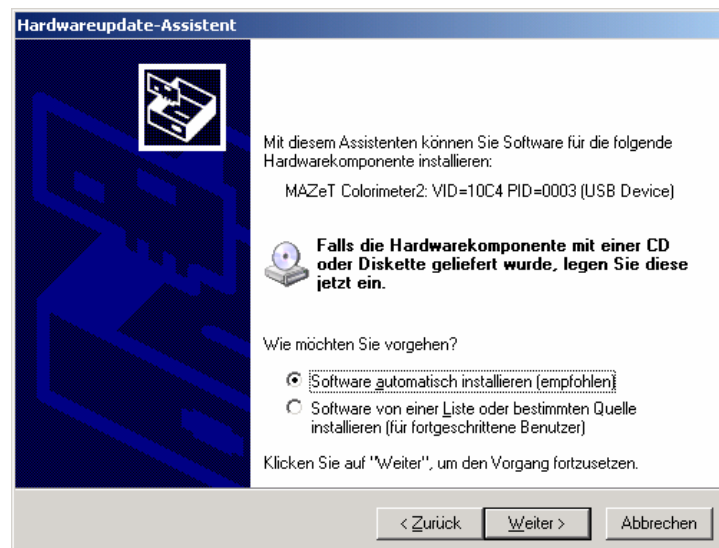 Hardwareupdate-Assistent
Mit diesem Assistenten können Sie Software für die folgende
Hardwarekomponente installieren:
MAZeT Colorimeter2: VID=10C4 PID=0003 (USB Device)
Falls die Hardwarekomponente mit einer CD
oder Diskette geliefert wurde, legen Sie diese
jetzt ein.
Wie möchten Sie vorgehen?
Software automatisch installieren (empfohlen)
Software von einer Liste oder bestimmten Quelle
installieren (für fortgeschrittene Benutzer)
Klicken Sie auf "Weiter", um den Vorgang fortzusetzen.
< Zurück Weiter > Abbrechen